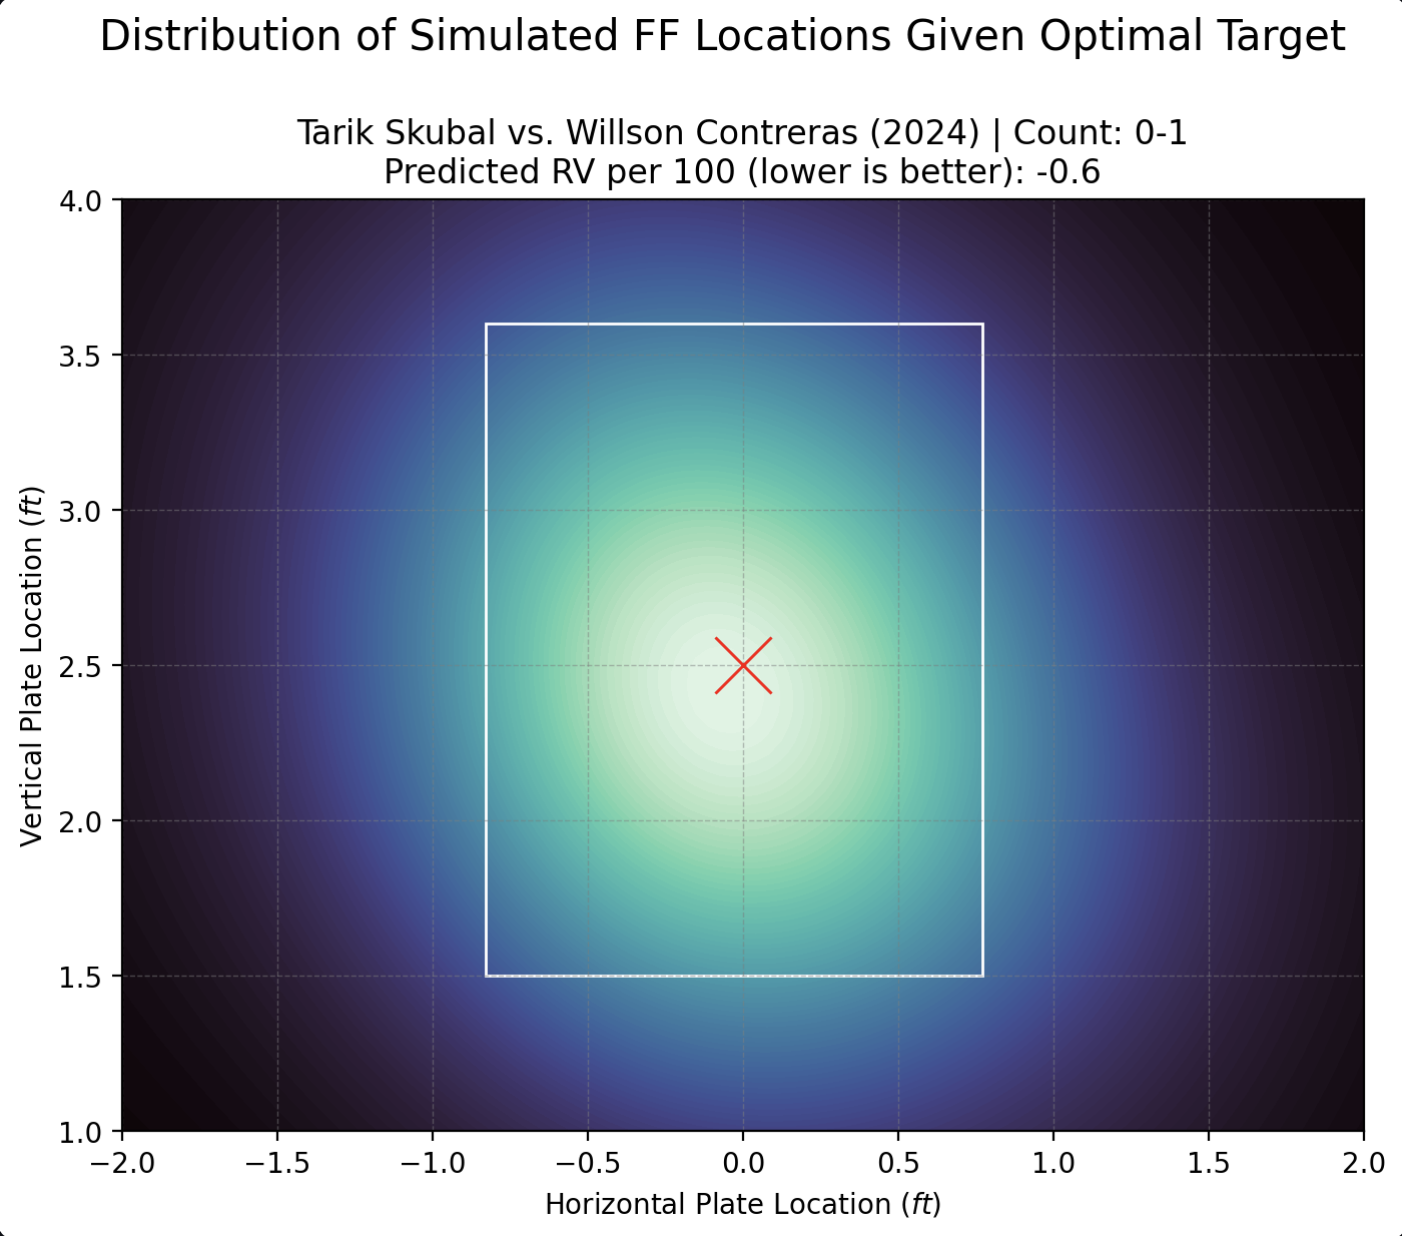 Distribution of Simulated FF Locations Given Optimal Target
Tarik Skubal vs. Willson Contreras (2024) | Count: 0-1
Predicted RV per 100 (lower is better): -0.6
4.0
3.5
3.0
2.5
2.0
1.5
1.0
Vertical Plate Location (ft)
−2.0 −1.5 −1.0 −0.5 0.0 0.5 1.0 1.5 2.0
Horizontal Plate Location (ft)